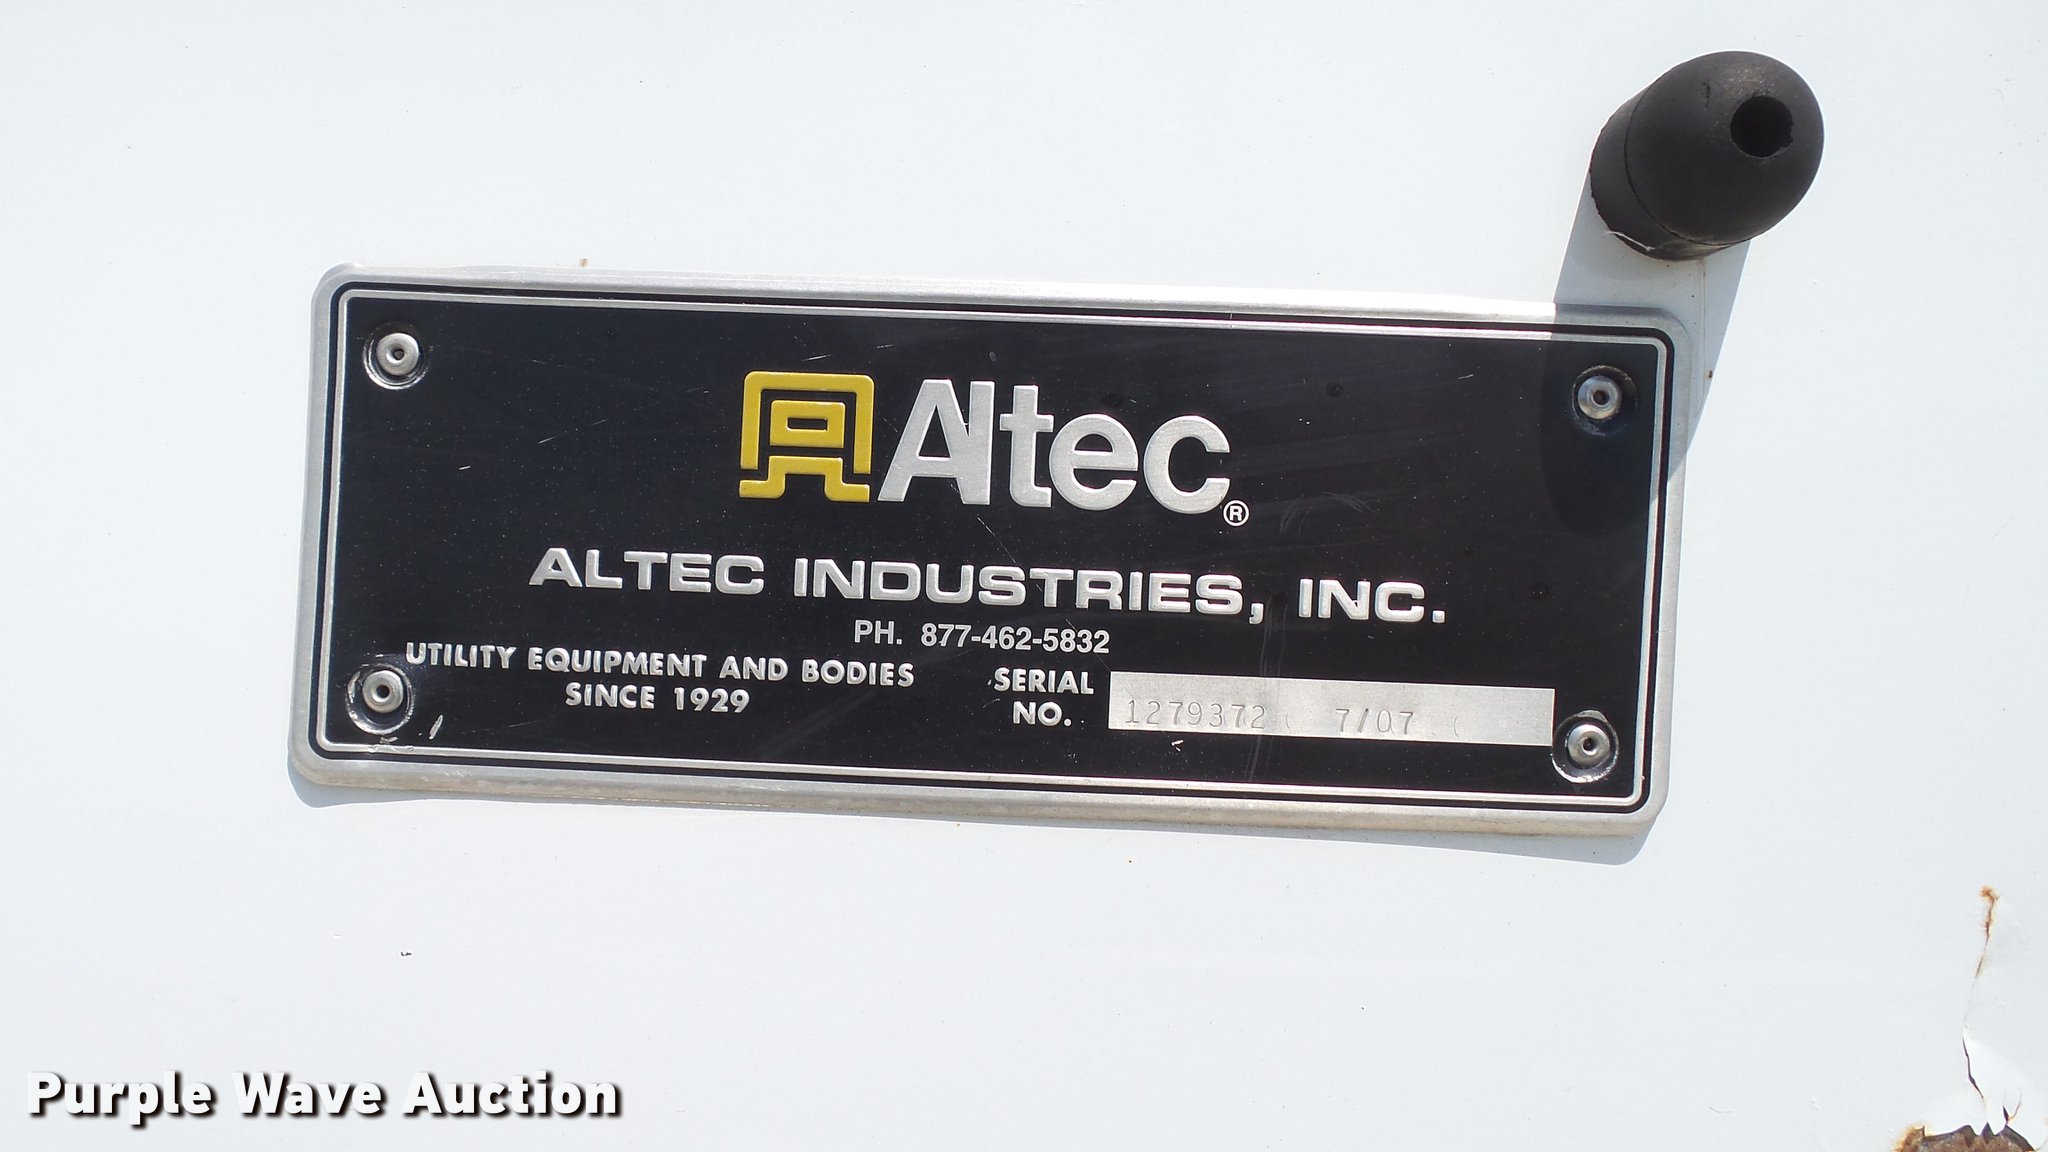 Altec®
ALTEC INDUSTRIES, INC.
PH. 877-462-5832
UTILITY EQUIPMENT AND BODIES
SINCE 1929
SERIAL
NO.
1279372 7/07
Purple Wave Auction